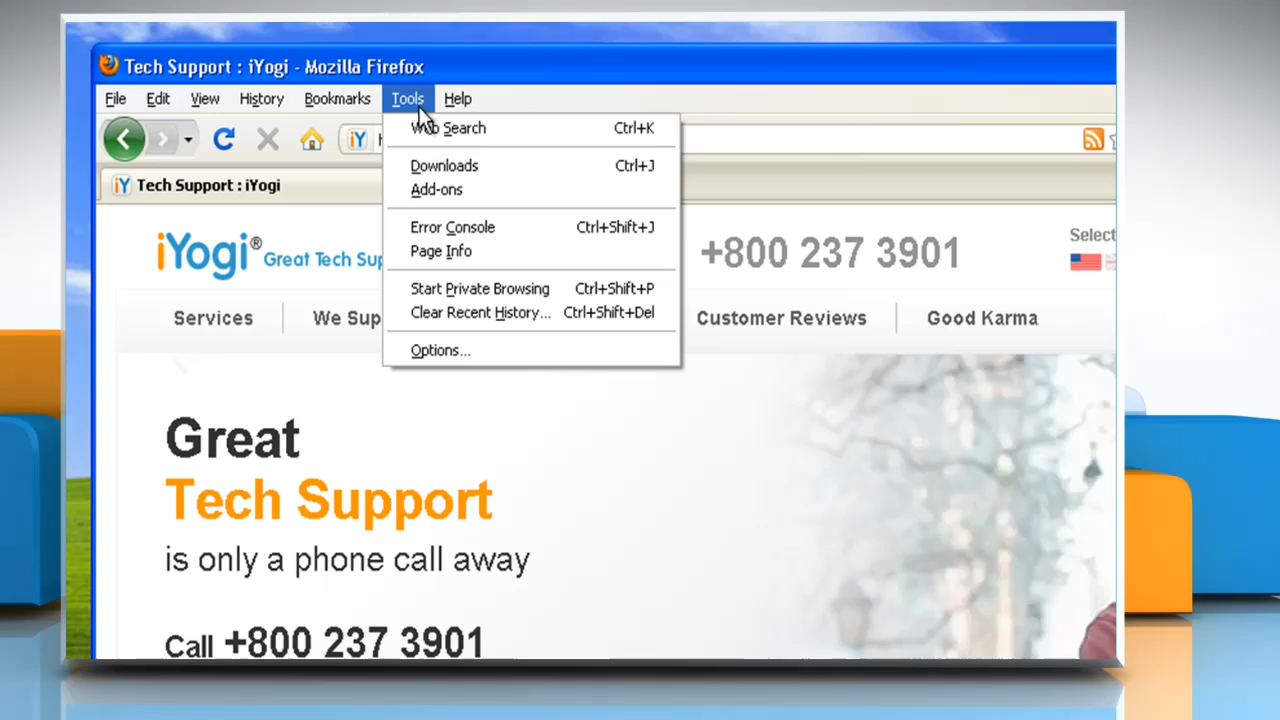 Tech Support : iYogi - Mozilla Firefox
File Edit View History Bookmarks Tools Help
Web Search Ctrl+K
iY
Downloads Ctrl+J
Add-ons
iY Tech Support : iYogi
Error Console Ctrl+Shift+J
Page Info
iYogi® Great Tech Sup
+800 237 3901
Select
Start Private Browsing Ctrl+Shift+P
Clear Recent History... Ctrl+Shift+Del
Options...
Services We Sup Customer Reviews Good Karma
Great
Tech Support
is only a phone call away
Call +800 237 3901